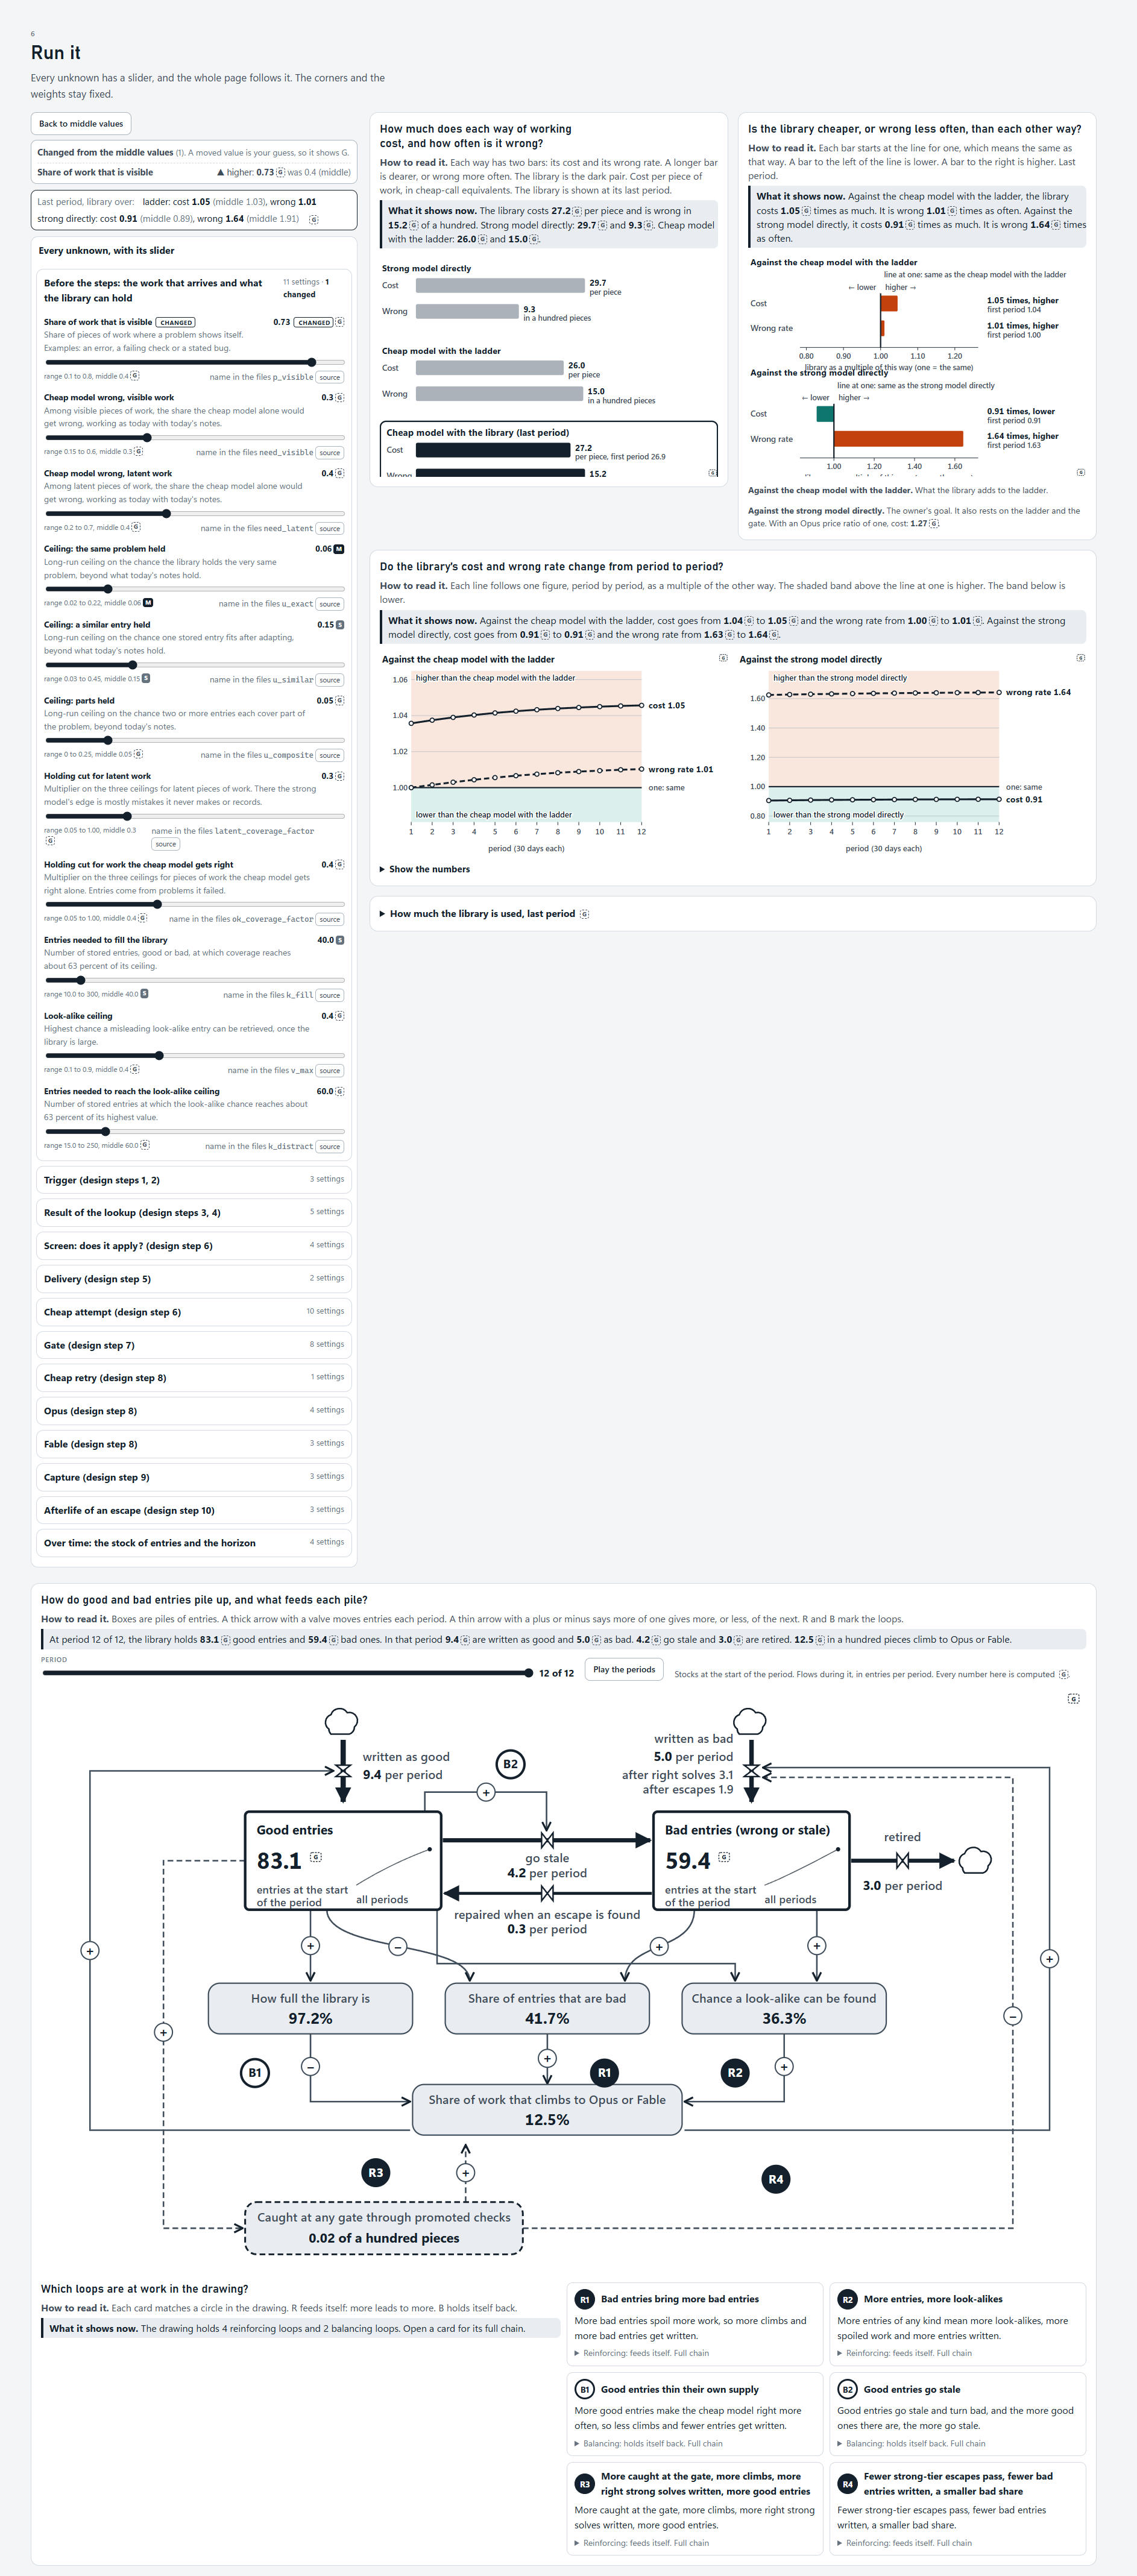 6
Run it
Every unknown has a slider, and the whole page follows it. The corners and the
weights stay fixed.
Back to middle values
Changed from the middle values (1). A moved value is your guess, so it shows G.
Share of work that is visible ▲ higher: 0.73 G was 0.4 (middle)
Last period, library over: ladder: cost 1.05 (middle 1.03), wrong 1.01
strong directly: cost 0.91 (middle 0.89), wrong 1.64 (middle 1.91) G
Every unknown, with its slider
Before the steps: the work that arrives and what
the library can hold
11 settings · 1
changed
Share of work that is visible CHANGED 0.73 CHANGED G
Share of pieces of work where a problem shows itself.
Examples: an error, a failing check or a stated bug.
range 0.1 to 0.8, middle 0.4 G name in the files p_visible source
Cheap model wrong, visible work 0.3 G
Among visible pieces of work, the share the cheap model alone would
get wrong, working as today with today's notes.
range 0.15 to 0.6, middle 0.3 G name in the files need_visible source
Cheap model wrong, latent work 0.4 G
Among latent pieces of work, the share the cheap model alone would
get wrong, working as today with today's notes.
range 0.2 to 0.7, middle 0.4 G name in the files need_latent source
Ceiling: the same problem held 0.06 M
Long-run ceiling on the chance the library holds the very same
problem, beyond what today's notes hold.
range 0.02 to 0.22, middle 0.06 M name in the files u_exact source
Ceiling: a similar entry held 0.15 S
Long-run ceiling on the chance one stored entry fits after adapting,
beyond what today's notes hold.
range 0.03 to 0.45, middle 0.15 S name in the files u_similar source
Ceiling: parts held 0.05 G
Long-run ceiling on the chance two or more entries each cover part of
the problem, beyond today's notes.
range 0 to 0.25, middle 0.05 G name in the files u_composite source
Holding cut for latent work 0.3 G
Multiplier on the three ceilings for latent pieces of work. There the strong
model's edge is mostly mistakes it never makes or records.
range 0.05 to 1.00, middle 0.3 G name in the files latent_coverage_factor
source
Holding cut for work the cheap model gets right 0.4 G
Multiplier on the three ceilings for pieces of work the cheap model gets
right alone. Entries come from problems it failed.
range 0.05 to 1.00, middle 0.4 G name in the files ok_coverage_factor source
Entries needed to fill the library 40.0 S
Number of stored entries, good or bad, at which coverage reaches
about 63 percent of its ceiling.
range 10.0 to 300, middle 40.0 S name in the files k_fill source
Look-alike ceiling 0.4 G
Highest chance a misleading look-alike entry can be retrieved, once the
library is large.
range 0.1 to 0.9, middle 0.4 G name in the files v_max source
Entries needed to reach the look-alike ceiling 60.0 G
Number of stored entries at which the look-alike chance reaches about
63 percent of its highest value.
range 15.0 to 250, middle 60.0 G name in the files k_distract source
Trigger (design steps 1, 2) 3 settings
Result of the lookup (design steps 3, 4) 5 settings
Screen: does it apply? (design step 6) 4 settings
Delivery (design step 5) 2 settings
Cheap attempt (design step 6) 10 settings
Gate (design step 7) 8 settings
Cheap retry (design step 8) 1 settings
Opus (design step 8) 4 settings
Fable (design step 8) 3 settings
Capture (design step 9) 3 settings
Afterlife of an escape (design step 10) 3 settings
Over time: the stock of entries and the horizon 4 settings
How much does each way of working
cost, and how often is it wrong?
How to read it. Each way has two bars: its cost and its wrong rate. A longer bar
is dearer, or wrong more often. The library is the dark pair. Cost per piece of
work, in cheap-call equivalents. The library is shown at its last period.
What it shows now. The library costs 27.2 G per piece and is wrong in
15.2 G of a hundred. Strong model directly: 29.7 G and 9.3 G. Cheap model
with the ladder: 26.0 G and 15.0 G.
Strong model directly
Cost 29.7
per piece
Wrong 9.3
in a hundred pieces
Cheap model with the ladder
Cost 26.0
per piece
Wrong 15.0
in a hundred pieces
Cheap model with the library (last period)
Cost 27.2
per piece, first period 26.9
Wrong 15.2
G
Is the library cheaper, or wrong less often, than each other way?
How to read it. Each bar starts at the line for one, which means the same as
that way. A bar to the left of the line is lower. A bar to the right is higher. Last
period.
What it shows now. Against the cheap model with the ladder, the library
costs 1.05 G times as much. It is wrong 1.01 G times as often. Against the
strong model directly, it costs 0.91 G times as much. It is wrong 1.64 G times
as often.
Against the cheap model with the ladder
line at one: same as the cheap model with the ladder
← lower higher →
Cost 1.05 times, higher
first period 1.04
Wrong rate 1.01 times, higher
first period 1.00
0.80 0.90 1.00 1.10 1.20
library as a multiple of this way (one = the same)
Against the strong model directly
line at one: same as the strong model directly
← lower higher →
Cost 0.91 times, lower
first period 0.91
Wrong rate 1.64 times, higher
first period 1.63
1.00 1.20 1.40 1.60
G
Against the cheap model with the ladder. What the library adds to the ladder.
Against the strong model directly. The owner's goal. It also rests on the ladder and the
gate. With an Opus price ratio of one, cost: 1.27 G.
Do the library's cost and wrong rate change from period to period?
How to read it. Each line follows one figure, period by period, as a multiple of the other way. The shaded band above the line at one is higher. The band below is
lower.
What it shows now. Against the cheap model with the ladder, cost goes from 1.04 G to 1.05 G and the wrong rate from 1.00 G to 1.01 G. Against the strong
model directly, cost goes from 0.91 G to 0.91 G and the wrong rate from 1.63 G to 1.64 G.
Against the cheap model with the ladder G
higher than the cheap model with the ladder
1.06
1.04
1.02
1.00
cost 1.05
wrong rate 1.01
one: same
lower than the cheap model with the ladder
1 2 3 4 5 6 7 8 9 10 11 12
period (30 days each)
Against the strong model directly G
higher than the strong model directly
1.60
1.40
1.20
1.00
0.80
wrong rate 1.64
one: same
cost 0.91
lower than the strong model directly
1 2 3 4 5 6 7 8 9 10 11 12
period (30 days each)
▶ Show the numbers
▶ How much the library is used, last period G
How do good and bad entries pile up, and what feeds each pile?
How to read it. Boxes are piles of entries. A thick arrow with a valve moves entries each period. A thin arrow with a plus or minus says more of one gives more, or less, of the next. R and B mark the loops.
At period 12 of 12, the library holds 83.1 G good entries and 59.4 G bad ones. In that period 9.4 G are written as good and 5.0 G as bad. 4.2 G go stale and 3.0 G are retired. 12.5 G in a hundred pieces climb to Opus or Fable.
PERIOD
12 of 12
Play the periods
Stocks at the start of the period. Flows during it, in entries per period. Every number here is computed G.
G
written as good
9.4 per period
B2
written as bad
5.0 per period
after right solves 3.1
after escapes 1.9
+
Good entries
83.1 G
entries at the start
of the period
all periods
go stale
4.2 per period
repaired when an escape is found
0.3 per period
Bad entries (wrong or stale)
59.4 G
entries at the start
of the period
all periods
retired
3.0 per period
+ + − + + +
How full the library is
97.2%
Share of entries that are bad
41.7%
Chance a look-alike can be found
36.3%
+ −
B1 − + R1 R2 +
Share of work that climbs to Opus or Fable
12.5%
R3 + R4
Caught at any gate through promoted checks
0.02 of a hundred pieces
Which loops are at work in the drawing?
How to read it. Each card matches a circle in the drawing. R feeds itself: more leads to more. B holds itself back.
What it shows now. The drawing holds 4 reinforcing loops and 2 balancing loops. Open a card for its full chain.
R1 Bad entries bring more bad entries
More bad entries spoil more work, so more climbs and
more bad entries get written.
▶ Reinforcing: feeds itself. Full chain
R2 More entries, more look-alikes
More entries of any kind mean more look-alikes, more
spoiled work and more entries written.
▶ Reinforcing: feeds itself. Full chain
B1 Good entries thin their own supply
More good entries make the cheap model right more
often, so less climbs and fewer entries get written.
▶ Balancing: holds itself back. Full chain
B2 Good entries go stale
Good entries go stale and turn bad, and the more good
ones there are, the more go stale.
▶ Balancing: holds itself back. Full chain
R3 More caught at the gate, more climbs, more
right strong solves written, more good entries
More caught at the gate, more climbs, more right strong
solves written, more good entries.
▶ Reinforcing: feeds itself. Full chain
R4 Fewer strong-tier escapes pass, fewer bad
entries written, a smaller bad share
Fewer strong-tier escapes pass, fewer bad entries
written, a smaller bad share.
▶ Reinforcing: feeds itself. Full chain